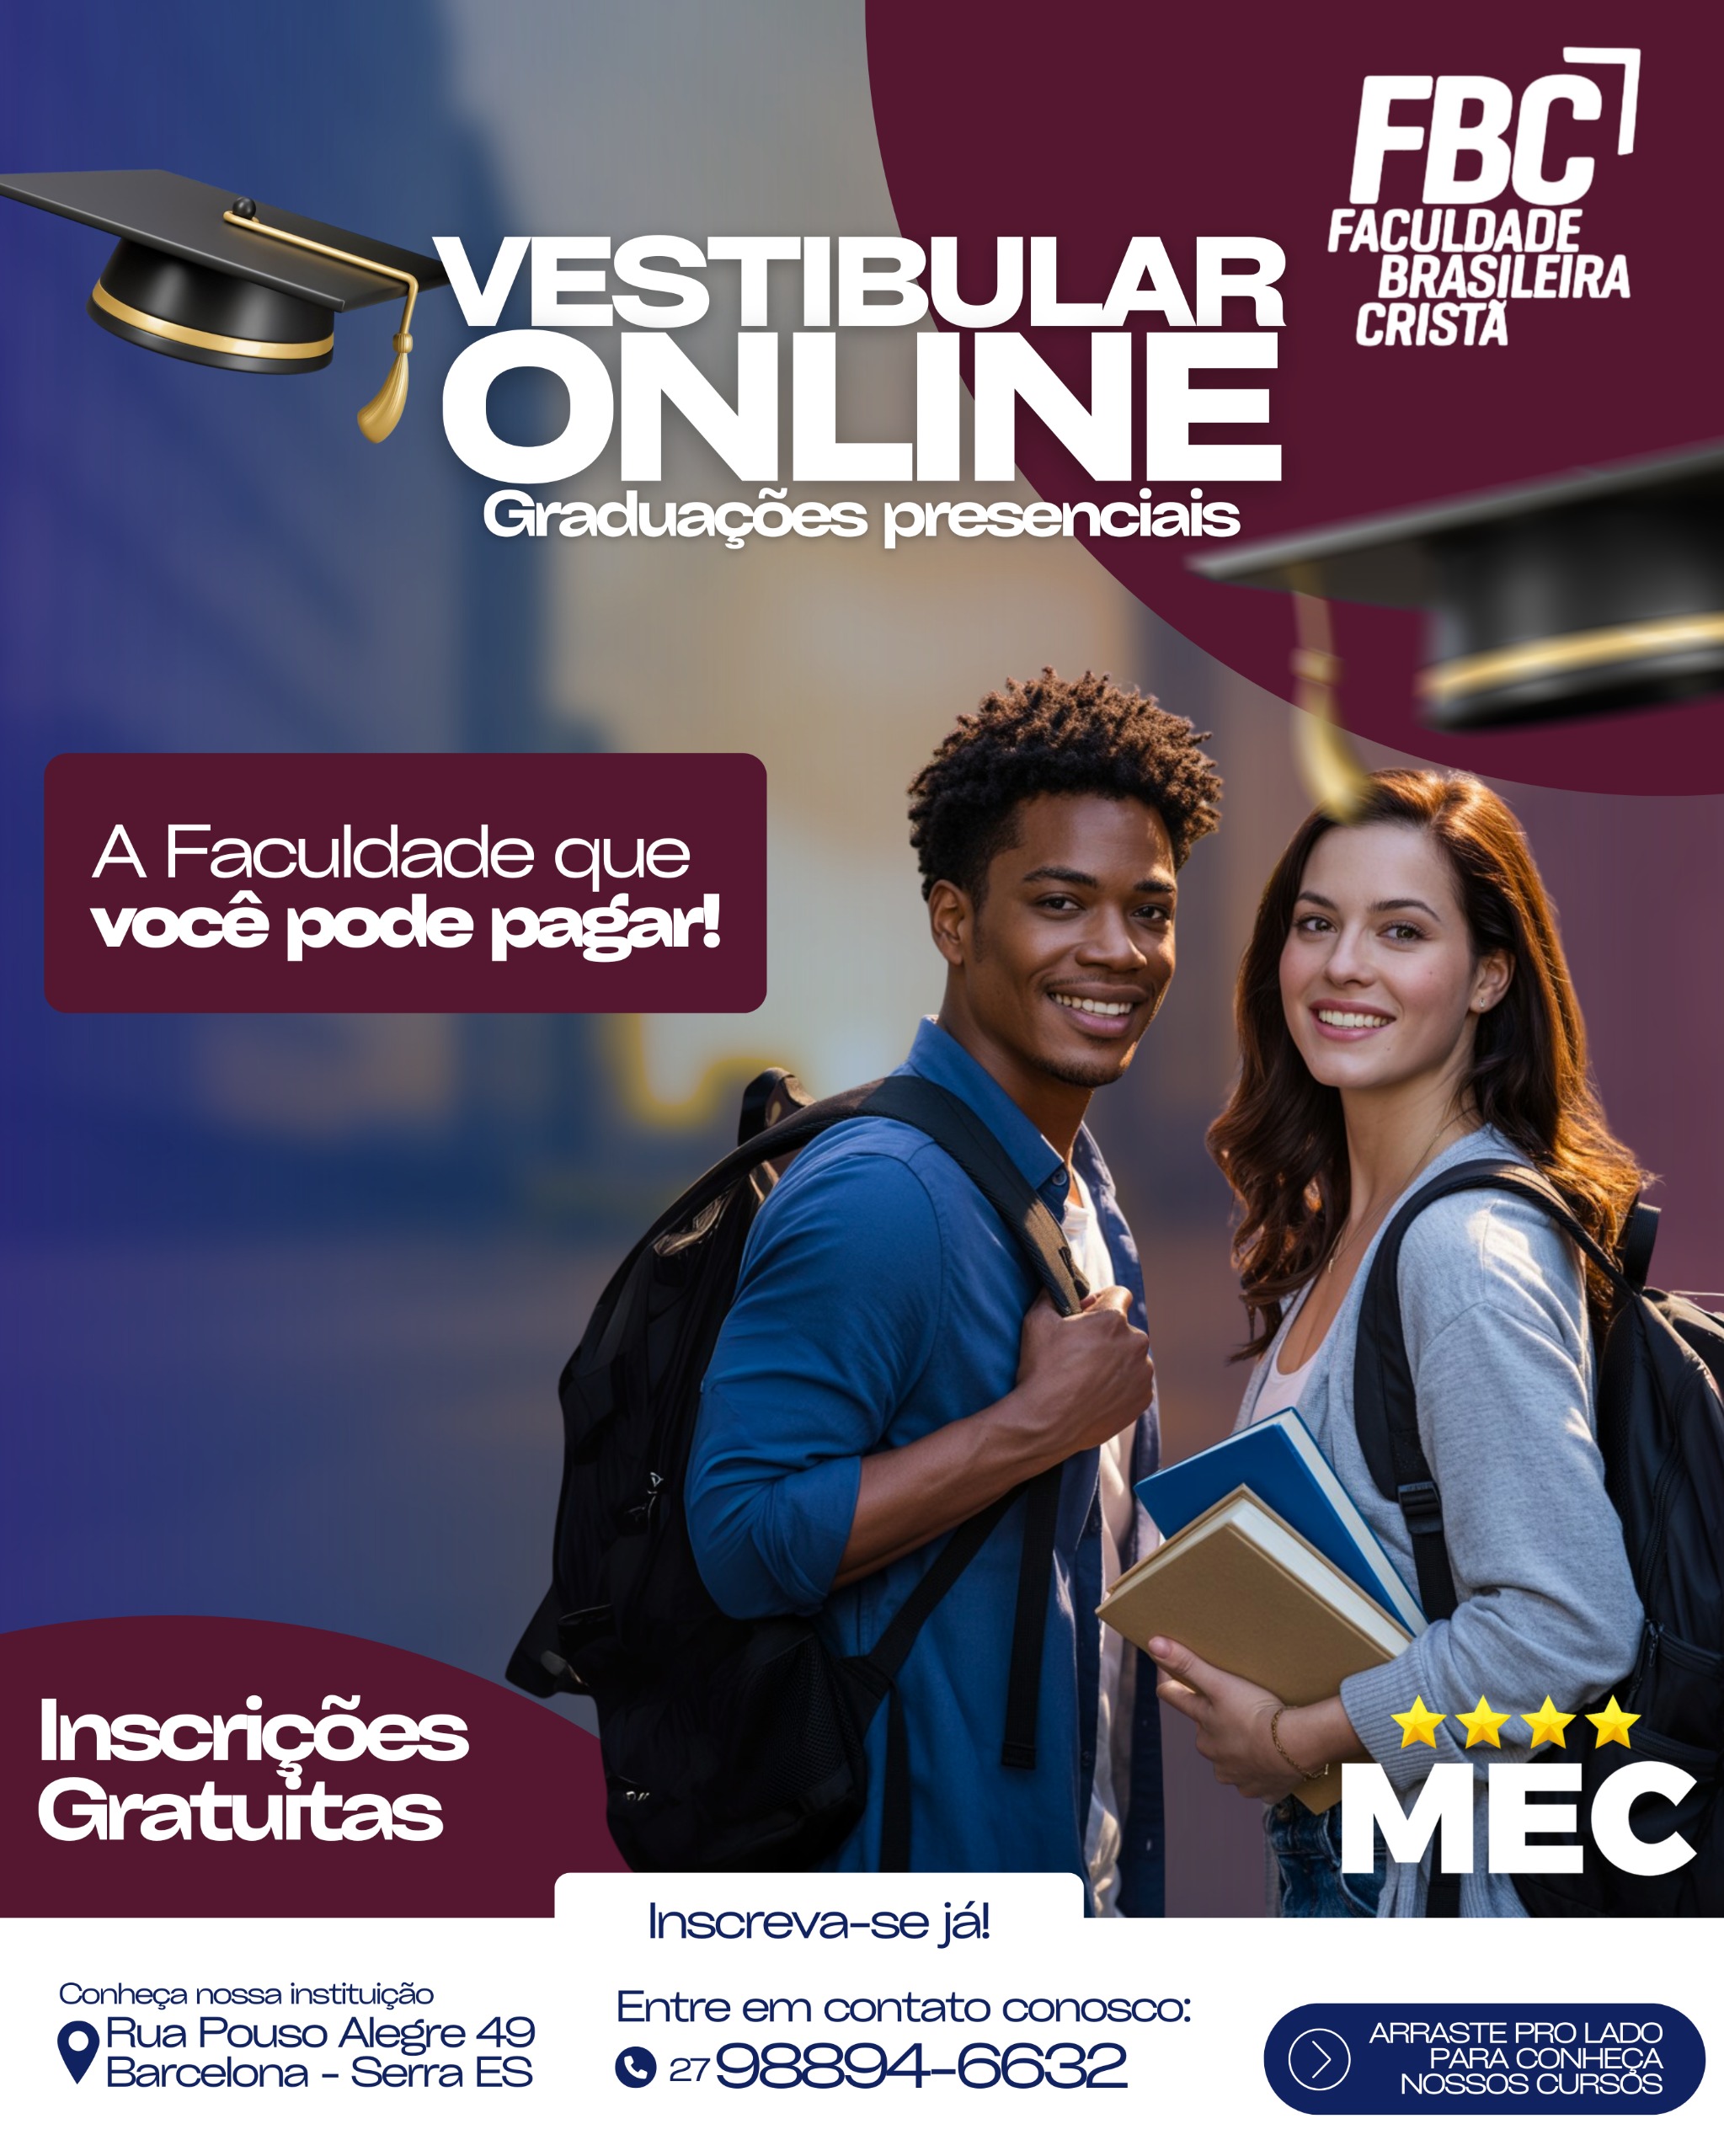 FBC
FACULDADE
BRASILEIRA
CRISTÃ
VESTIBULAR
ONLINE
Graduações presenciais
A Faculdade que
você pode pagar!
Inscrições
Gratuitas
MEC
Inscreva-se já!
Conheça nossa instituição
Rua Pouso Alegre 49
Barcelona - Serra ES
Entre em contato conosco:
27 98894-6632
ARRASTE PRO LADO
PARA CONHEÇA
NOSSOS CURSOS